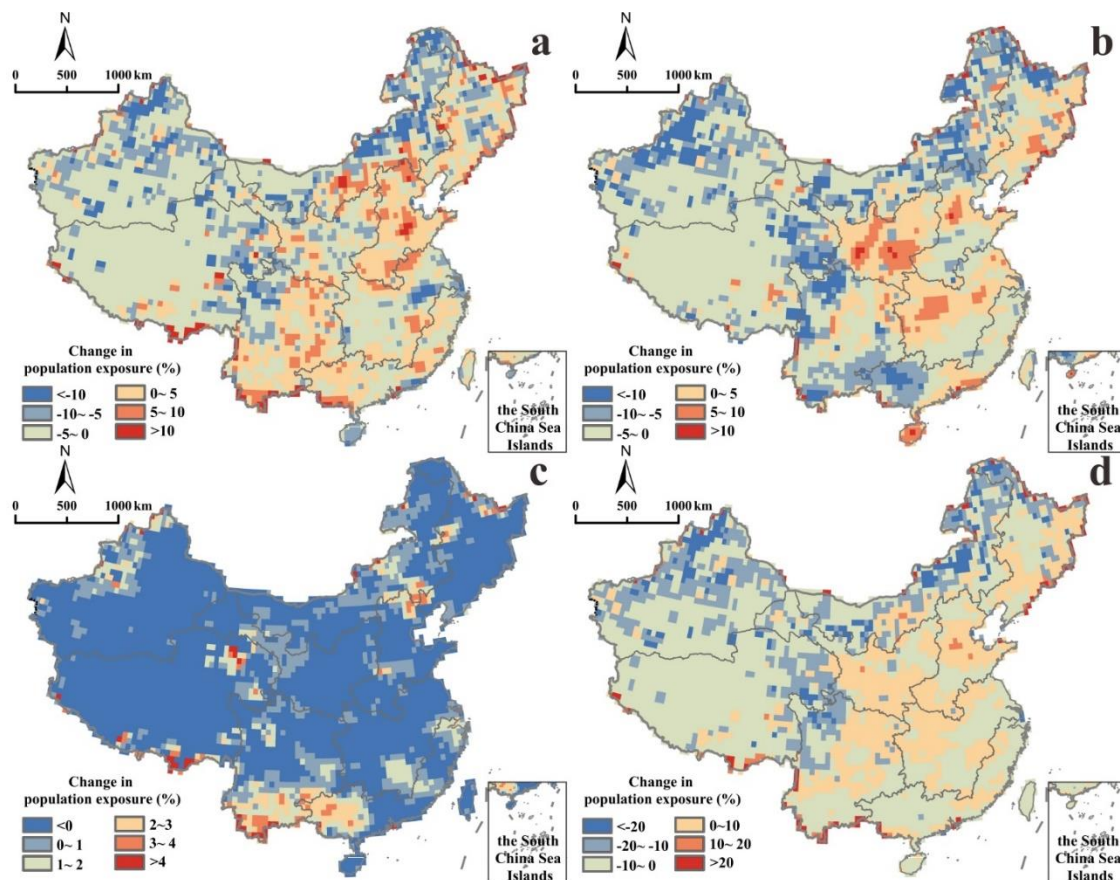 N
a
0 500 1000 km
Change in
population exposure (%)
<-10
-10~ -5
-5~ 0
0~ 5
5~ 10
>10
the South
China Sea
Islands
N
b
0 500 1000 km
Change in
population exposure (%)
<-10
-10~ -5
-5~ 0
0~ 5
5~ 10
>10
the South
China Sea
Islands
N
c
0 500 1000 km
Change in
population exposure (%)
<0
0~ 1
1~ 2
2~3
3~ 4
>4
the South
China Sea
Islands
N
d
0 500 1000 km
Change in
population exposure (%)
<-20
-20~ -10
-10~ 0
0~10
10~ 20
>20
the South
China Sea
Islands